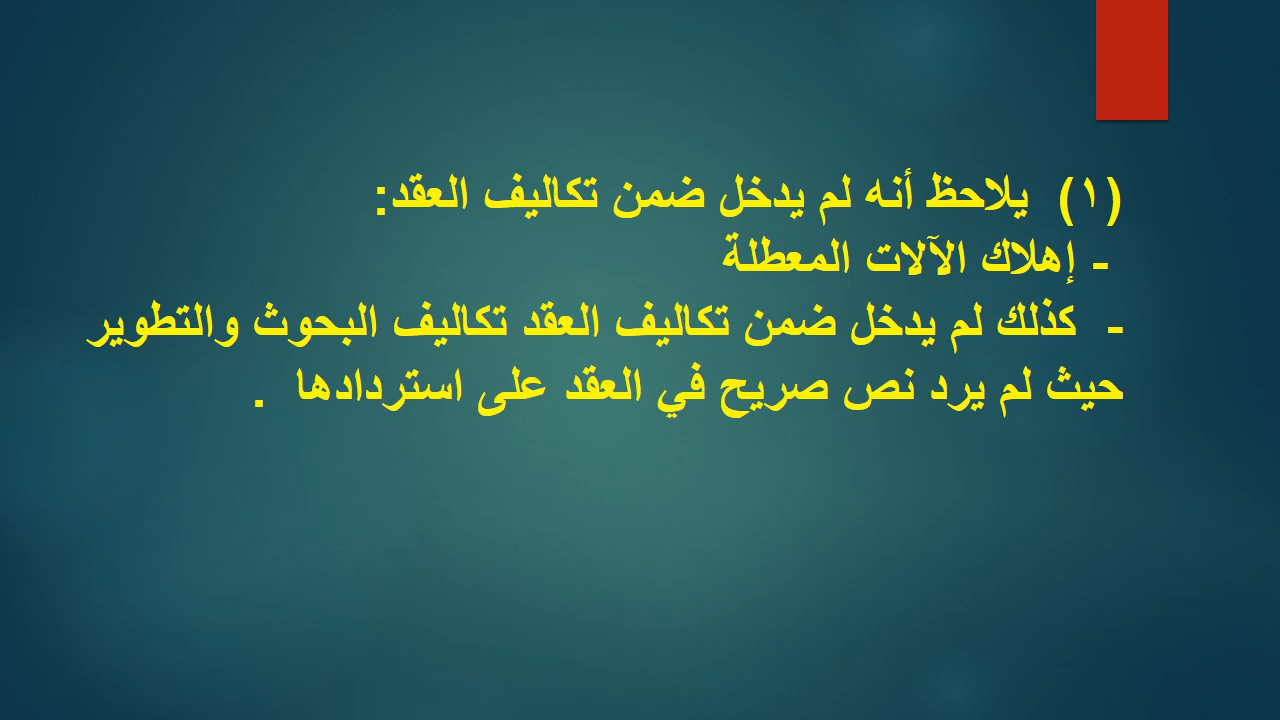 (١) يلاحظ أنه لم يدخل ضمن تكاليف العقد:
- إهلاك الآلات المعطلة
- كذلك لم يدخل ضمن تكاليف العقد تكاليف البحوث والتطوير
حيث لم يرد نص صريح في العقد على استردادها .